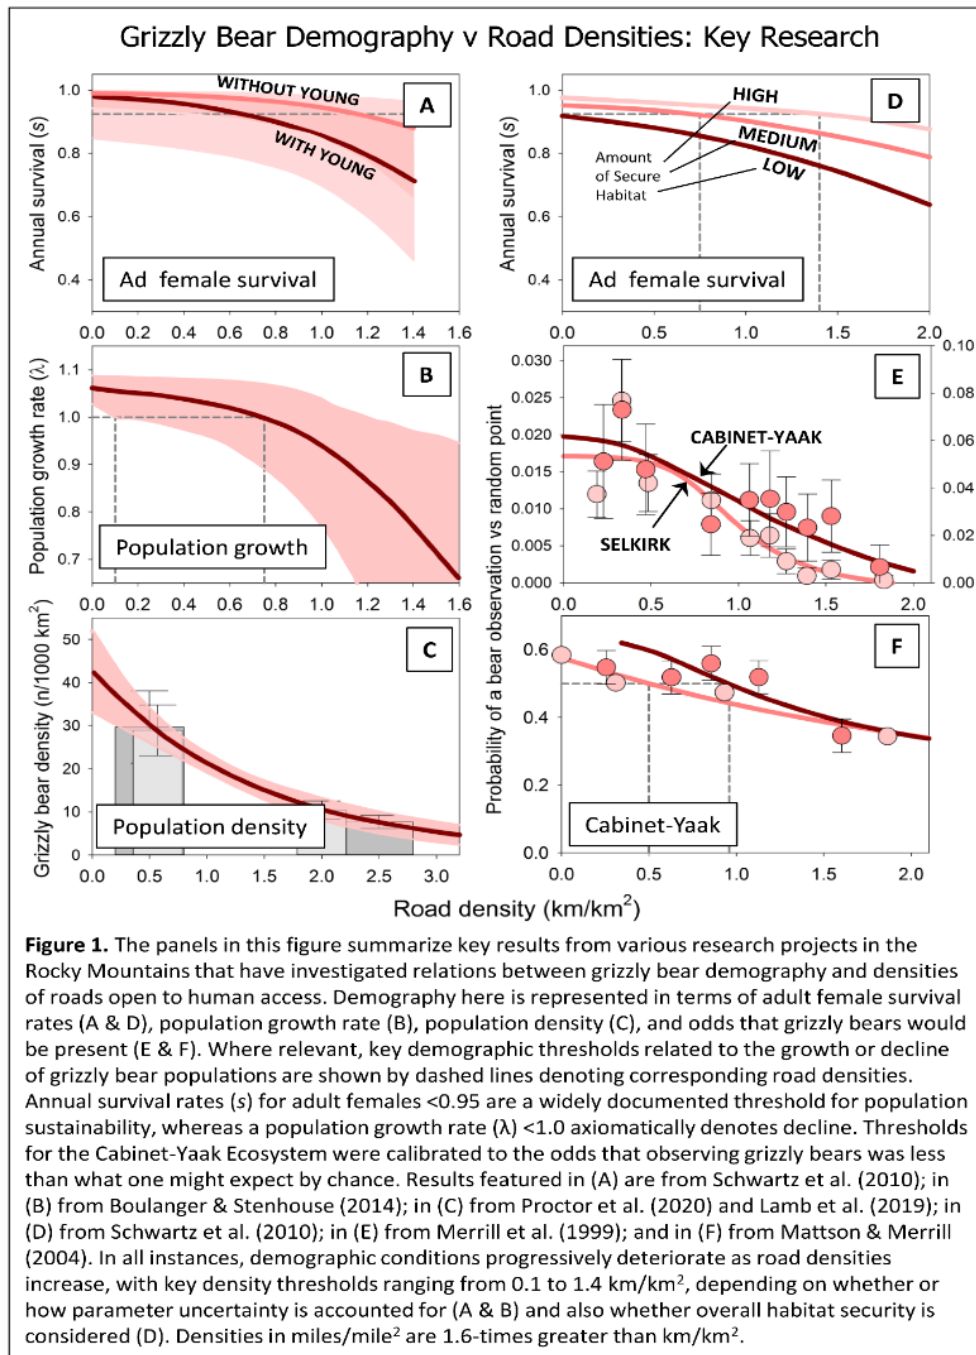 Grizzly Bear Demography v Road Densities: Key Research
Annual survival (s)
1.0
0.8
0.6
0.4
WITHOUT YOUNG
WITH YOUNG
A
Ad female survival
0.0 0.2 0.4 0.6 0.8 1.0 1.2 1.4 1.6
Population growth rate (λ)
1.1
1.0
0.9
0.8
0.7
B
Population growth
0.0 0.2 0.4 0.6 0.8 1.0 1.2 1.4 1.6
Grizzly bear density (n/1000 km²)
50
40
30
20
10
0
C
Population density
0.0 0.5 1.0 1.5 2.0 2.5 3.0
Annual survival (s)
1.0
0.8
0.6
0.4
HIGH
MEDIUM
LOW
Amount
of Secure
Habitat
D
Ad female survival
0.0 0.5 1.0 1.5 2.0
Probability of a bear observation vs random point
0.030
0.025
0.020
0.015
0.010
0.005
0.000
0.10
0.08
0.06
0.04
0.02
0.00
E
CABINET-YAAK
SELKIRK
0.0 0.5 1.0 1.5 2.0
0.6
0.4
0.2
0.0
F
Cabinet-Yaak
0.0 0.5 1.0 1.5 2.0
Road density (km/km²)
Figure 1. The panels in this figure summarize key results from various research projects in the
Rocky Mountains that have investigated relations between grizzly bear demography and densities
of roads open to human access. Demography here is represented in terms of adult female survival
rates (A & D), population growth rate (B), population density (C), and odds that grizzly bears would
be present (E & F). Where relevant, key demographic thresholds related to the growth or decline
of grizzly bear populations are shown by dashed lines denoting corresponding road densities.
Annual survival rates (s) for adult females <0.95 are a widely documented threshold for population
sustainability, whereas a population growth rate (λ) <1.0 axiomatically denotes decline. Thresholds
for the Cabinet-Yaak Ecosystem were calibrated to the odds that observing grizzly bears was less
than what one might expect by chance. Results featured in (A) are from Schwartz et al. (2010); in
(B) from Boulanger & Stenhouse (2014); in (C) from Proctor et al. (2020) and Lamb et al. (2019); in
(D) from Schwartz et al. (2010); in (E) from Merrill et al. (1999); and in (F) from Mattson & Merrill
(2004). In all instances, demographic conditions progressively deteriorate as road densities
increase, with key density thresholds ranging from 0.1 to 1.4 km/km², depending on whether or
how parameter uncertainty is accounted for (A & B) and also whether overall habitat security is
considered (D). Densities in miles/mile² are 1.6-times greater than km/km².